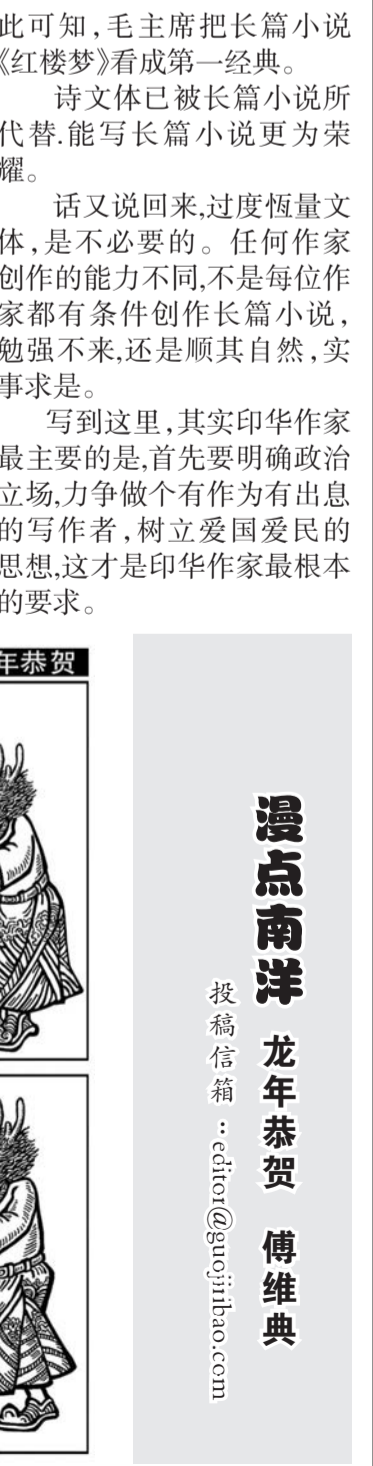 此可知,毛主席把长篇小说
《红楼梦》看成第一经典。
诗文体已被长篇小说所
代替.能写长篇小说更为荣
耀。
话又说回来,过度恆量文
体,是不必要的。任何作家
创作的能力不同,不是每位作
家都有条件创作长篇小说,
勉强不来,还是顺其自然,实
事求是。
写到这里,其实印华作家
最主要的是,首先要明确政治
立场,力争做个有作为有出息
的写作者,树立爱国爱民的
思想,这才是印华作家最根本
的要求。
年恭贺
漫点南洋 龙年恭贺 傅维典
投稿信箱：editor@guojiribao.com